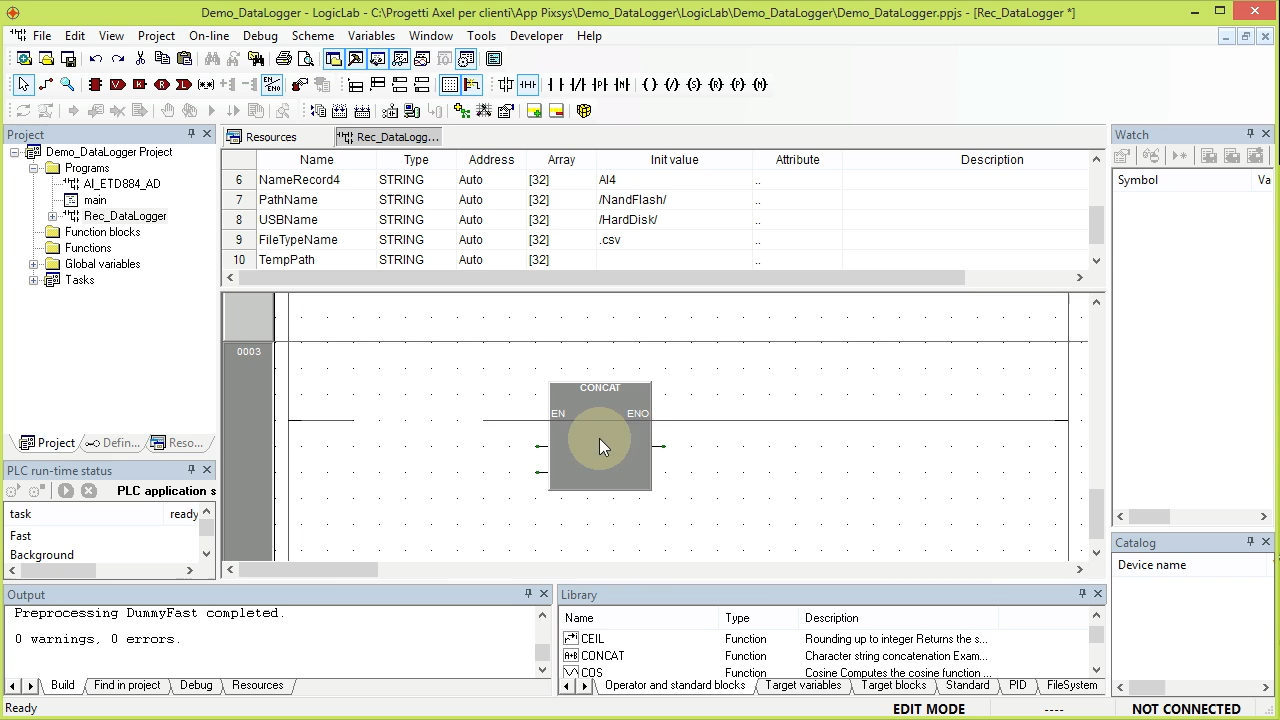 Demo_DataLogger - LogicLab - C:\Progetti Axel per clienti\App Pixsys\Demo_DataLogger\LogicLab\Demo_DataLogger\Demo_DataLogger.ppjs - [Rec_DataLogger *]
File Edit View Project On-line Debug Scheme Variables Window Tools Developer Help
Project
Demo_DataLogger Project
Programs
AI_ETD884_AD
main
Rec_DataLogger
Function blocks
Functions
Global variables
Tasks
Project Defin... Reso...
PLC run-time status
PLC application s
task ready
Fast
Background
Resources Rec_DataLogg...
Name Type Address Array Init value Attribute Description
6 NameRecord4 STRING Auto [32] AI4 ..
7 PathName STRING Auto [32] /NandFlash/ ..
8 USBName STRING Auto [32] /HardDisk/ ..
9 FileTypeName STRING Auto [32] .csv ..
10 TempPath STRING Auto [32] ..
0003
CONCAT
EN ENO
Watch
Symbol Va
Catalog
Device name
Output
Preprocessing DummyFast completed.
0 warnings, 0 errors.
Build Find in project Debug Resources
Library
Name Type Description
CEIL Function Rounding up to integer Returns the s...
CONCAT Function Character string concatenation Exam...
COS Function Cosine Computes the cosine function ...
Operator and standard blocks Target variables Target blocks Standard PID FileSystem
Ready EDIT MODE ---- NOT CONNECTED